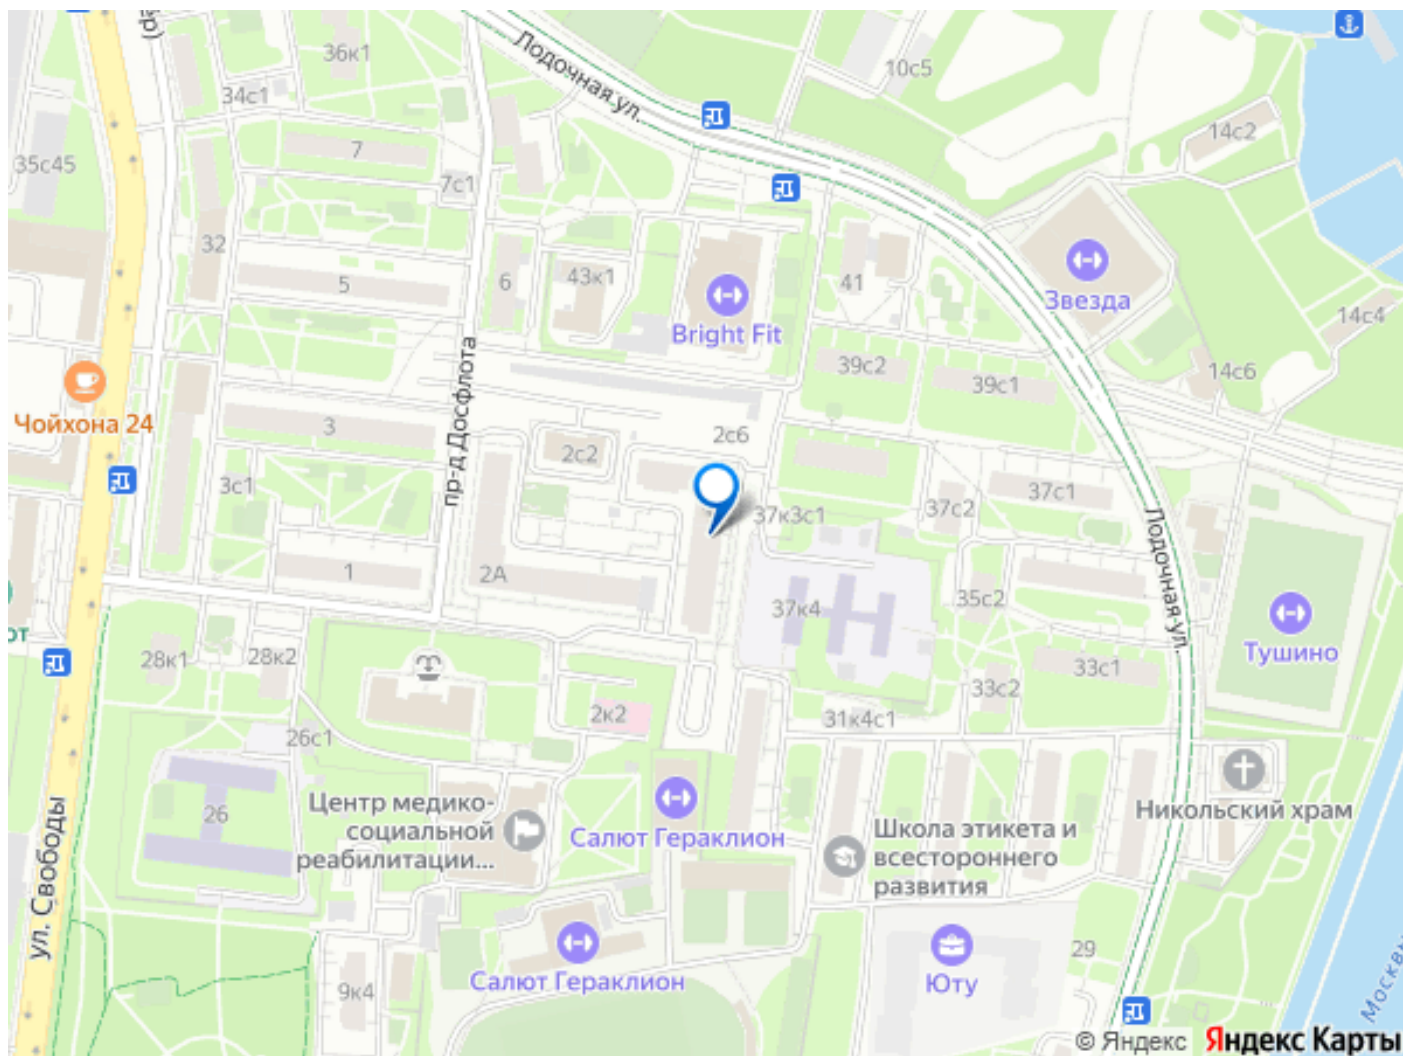 36к1
Лодочная ул.
10с5
34с1
14с2
35с45
7
7с1
32
6
43к1
5
Звезда
14с4
Bright Fit
41
39с2
14с6
39с1
Чойхона 24
3
пр-д Досфлота
2с6
2с2
3с1
37с1
37с2
37к3с1
1
2А
37к4
35с2
Лодочная ул.
от
28к1
28к2
Тушино
33с1
33с2
2к2
31к4с1
26с1
Никольский храм
Центр медико-
социальной
реабилитации...
26
Салют Гераклион
Школа этикета и
всестороннего
развития
ул. Свободы
29
Салют Гераклион
Юту
9к4
© Яндекс Яндекс Карты